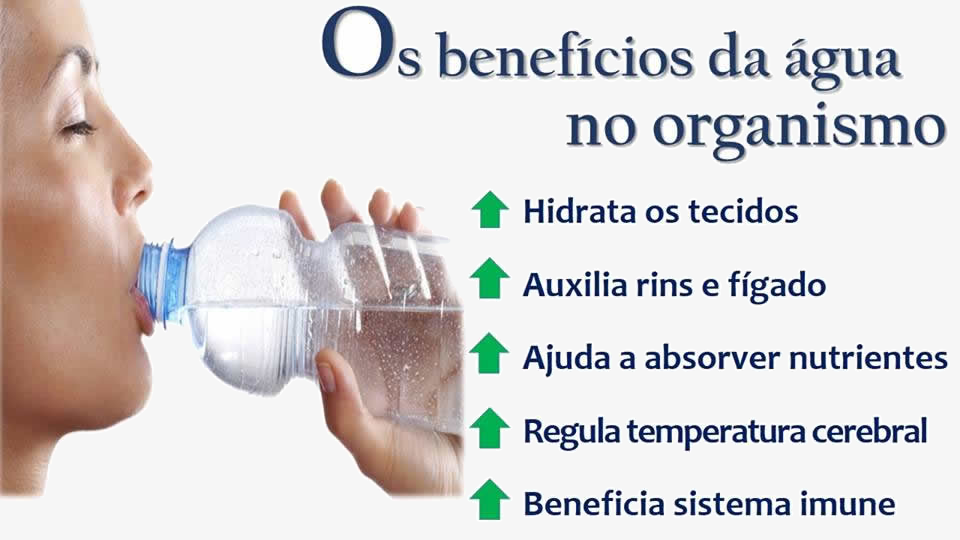 Os benefícios da água
no organismo
Hidrata os tecidos
Auxilia rins e fígado
Ajuda a absorver nutrientes
Regula temperatura cerebral
Beneficia sistema imune